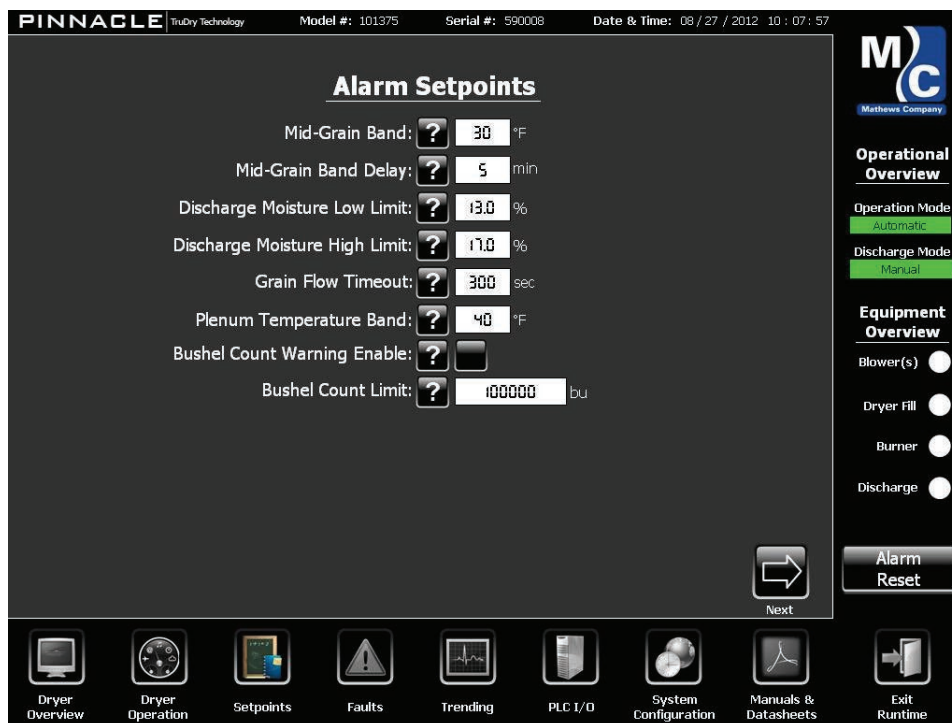 PINNACLE TruDry Technology Model #: 101375 Serial #: 590008 Date & Time: 08 / 27 / 2012 10 : 07 : 57
Alarm Setpoints
Mid-Grain Band: ? 30 °F
Mid-Grain Band Delay: ? 5 min
Discharge Moisture Low Limit: ? 13.0 %
Discharge Moisture High Limit: ? 17.0 %
Grain Flow Timeout: ? 300 sec
Plenum Temperature Band: ? 40 °F
Bushel Count Warning Enable: ?
Bushel Count Limit: ? 100000 bu
Next
MC
Mathews Company
Operational
Overview
Operation Mode
Automatic
Discharge Mode
Manual
Equipment
Overview
Blower(s)
Dryer Fill
Burner
Discharge
Alarm
Reset
Dryer
Overview
Dryer
Operation
Setpoints
Faults
Trending
PLC I/O
System
Configuration
Manuals &
Datasheets
Exit
Runtime